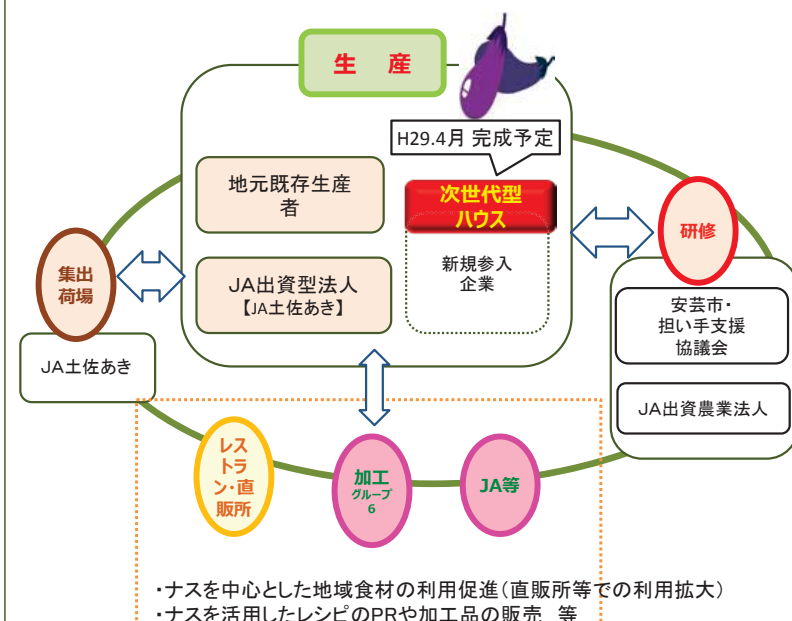 生 産
H29.4月 完成予定
地元既存生産
者
次世代型
ハウス
新規参入
企業
JA出資型法人
【JA土佐あき】
集出
荷場
JA土佐あき
研修
安芸市・
担い手支援
協議会
JA出資農業法人
レス
トラ
ン・直
販所
加工
グループ
6
JA等
・ナスを中心とした地域食材の利用促進(直販所等での利用拡大)
・ナスを活用したレシピのPRや加工品の販売 等